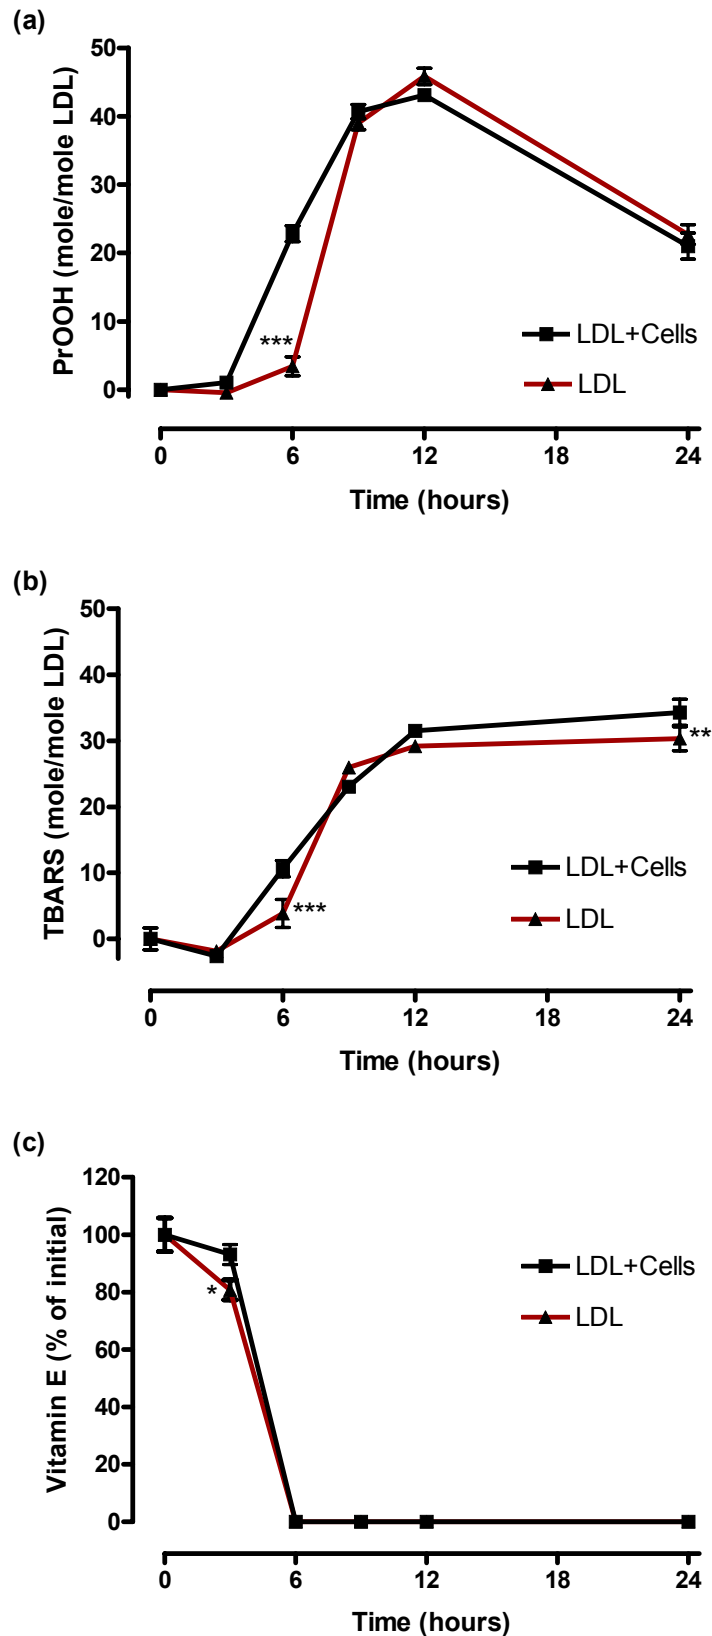 (a)
PrOOH (mole/mole LDL)
50
40
30
20
10
0
***
LDL+Cells
LDL
0 6 12 18 24
Time (hours)
(b)
TBARS (mole/mole LDL)
50
40
30
20
10
0
**
***
LDL+Cells
LDL
0 6 12 18 24
Time (hours)
(c)
Vitamin E (% of initial)
120
100
80
60
40
20
0
*
LDL+Cells
LDL
0 6 12 18 24
Time (hours)